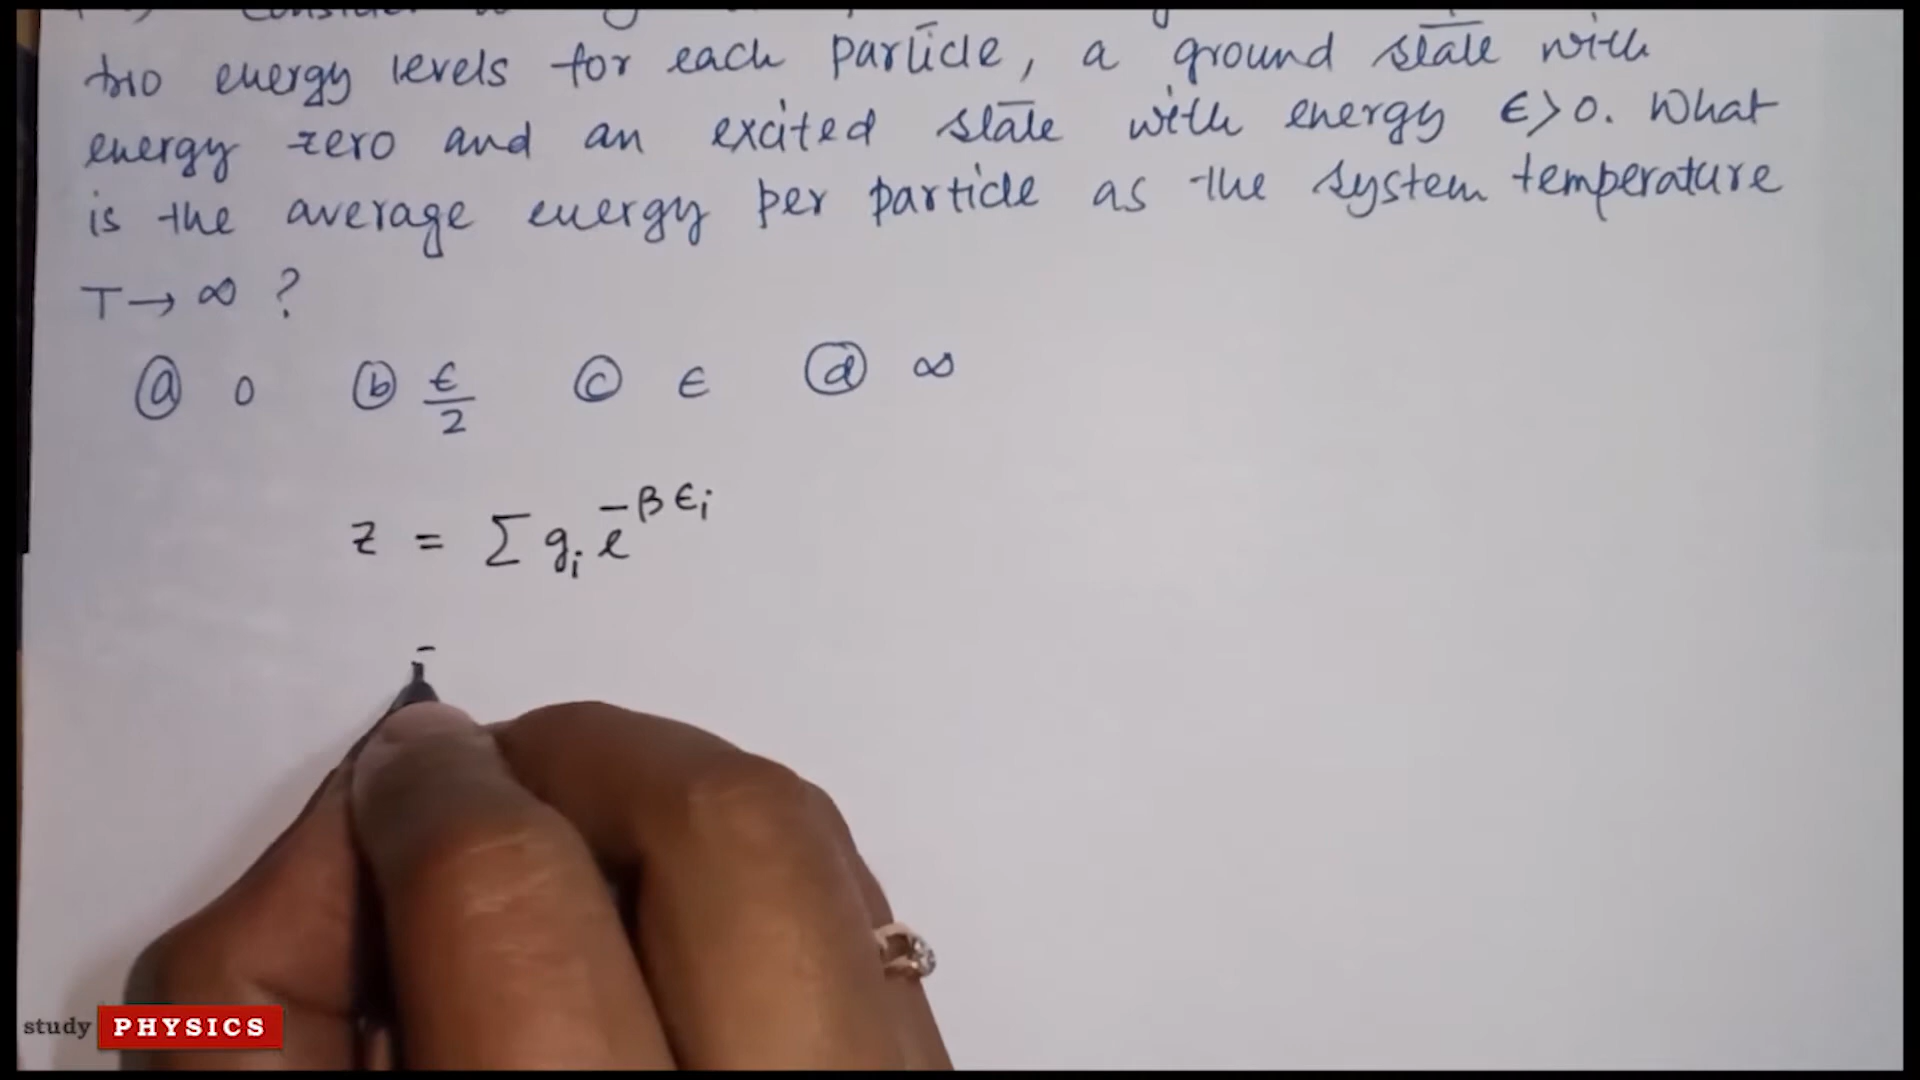 Consider
two energy levels for each particle, a ground state with
energy zero and an excited state with energy ϵ>0. What
is the average energy per particle as the system temperature
T→∞ ?
ⓐ 0 ⓑ ϵ/2 ⓒ ϵ ⓓ ∞
z = Σ gᵢ e^-βϵᵢ
study PHYSICS